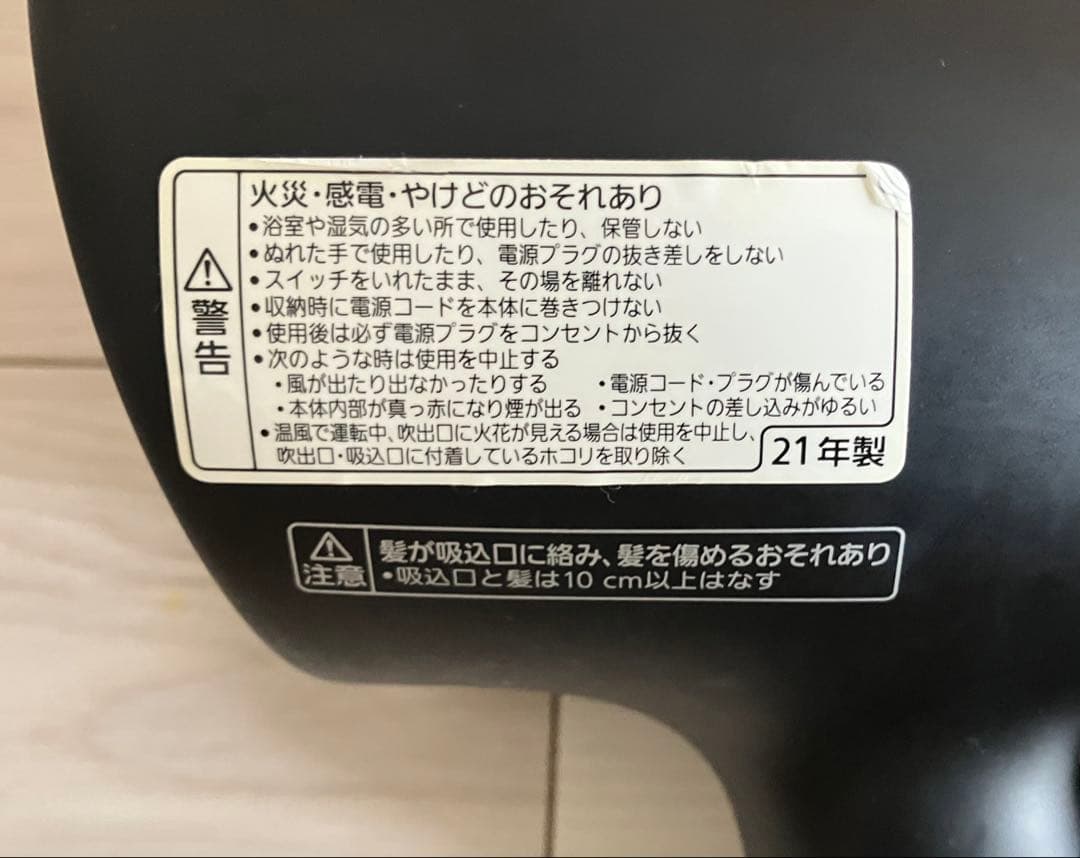 警告
火災・感電・やけどのおそれあり
・浴室や湿気の多い所で使用したり、保管しない
・ぬれた手で使用したり、電源プラグの抜き差しをしない
・スイッチをいれたまま、その場を離れない
・収納時に電源コードを本体に巻きつけない
・使用後は必ず電源プラグをコンセントから抜く
・次のような時は使用を中止する
・風が出たり出なかったりする ・電源コード・プラグが傷んでいる
・本体内部が真っ赤になり煙が出る ・コンセントの差し込みがゆるい
・温風で運転中、吹出口に火花が見える場合は使用を中止し、
吹出口・吸込口に付着しているホコリを取り除く
21年製
注意
髪が吸込口に絡み、髪を傷めるおそれあり
・吸込口と髪は10 cm以上はなす